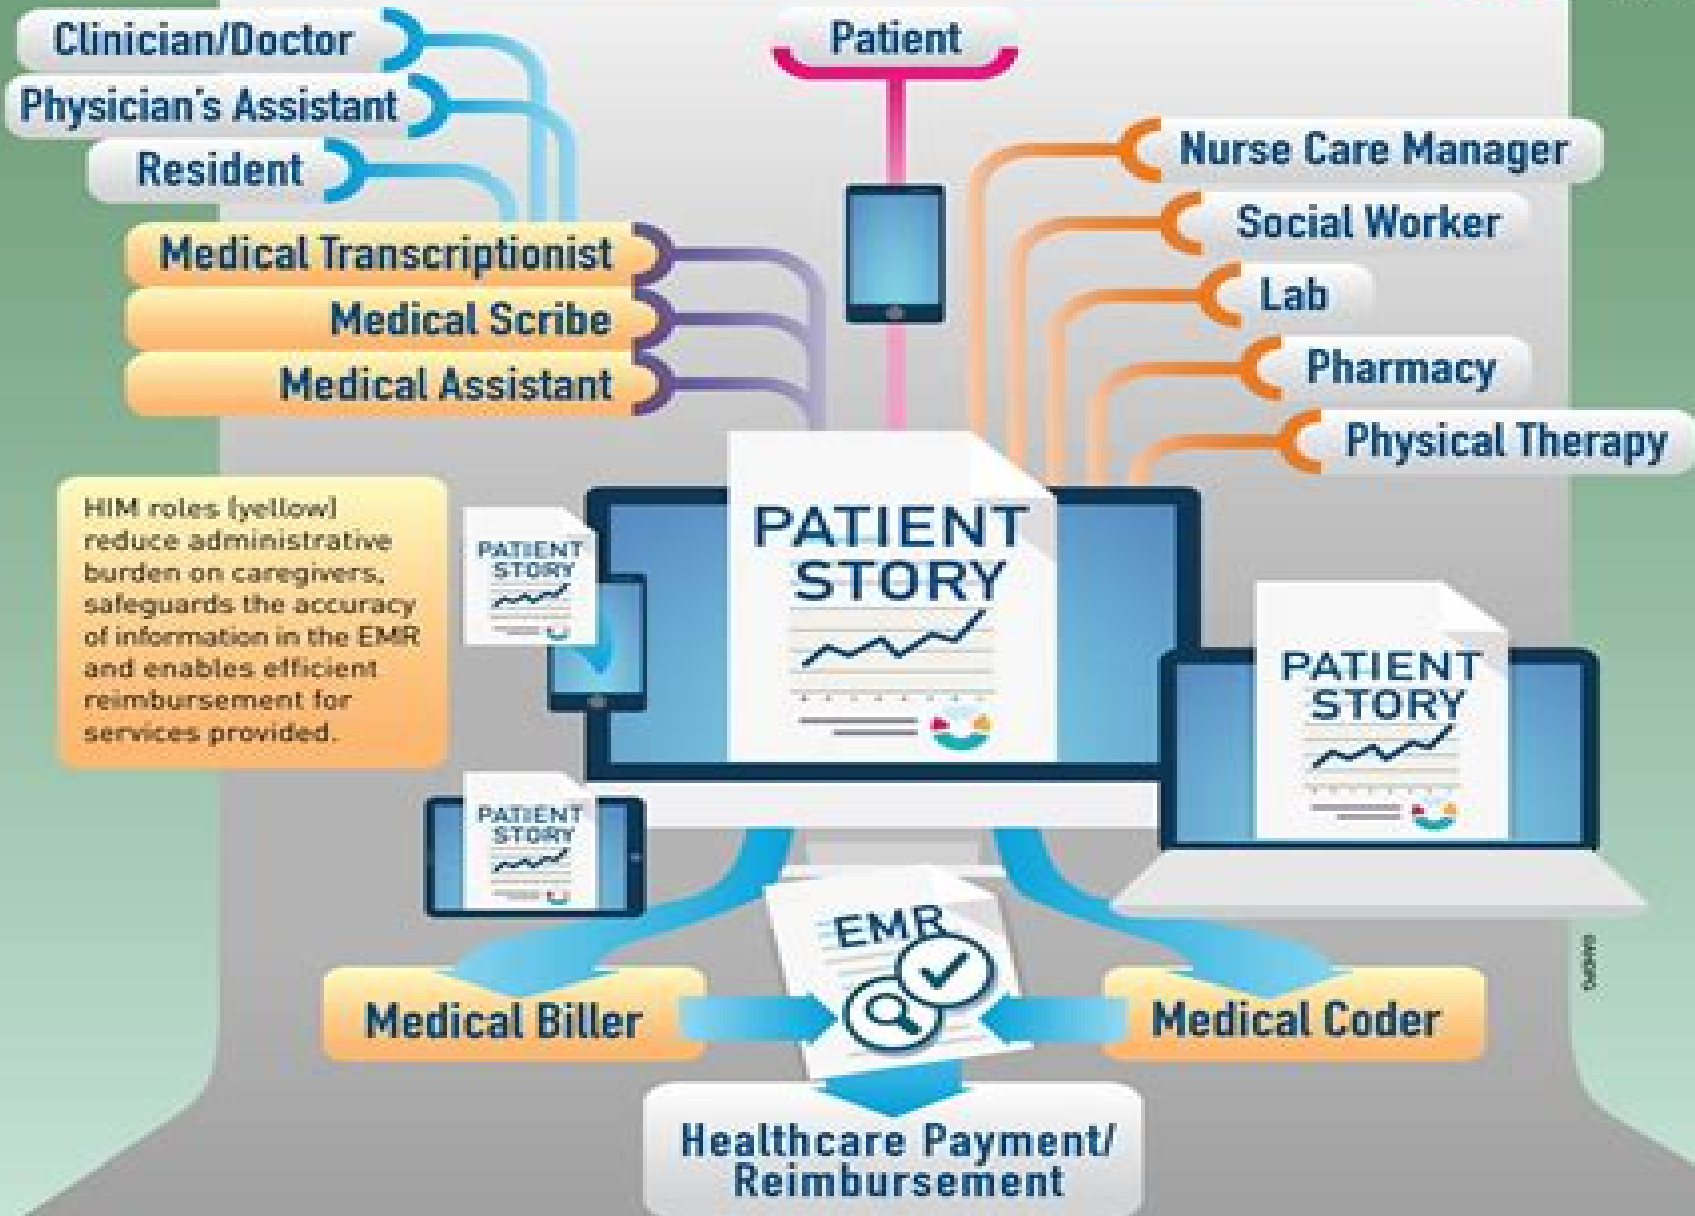 Clinician/Doctor
Physician's Assistant
Resident
Patient
Medical Transcriptionist
Medical Scribe
Medical Assistant
Nurse Care Manager
Social Worker
Lab
Pharmacy
Physical Therapy
HIM roles (yellow)
reduce administrative
burden on caregivers,
safeguards the accuracy
of information in the EMR
and enables efficient
reimbursement for
services provided.
PATIENT
STORY
PATIENT
STORY
PATIENT
STORY
PATIENT
STORY
EMR
Medical Biller
Medical Coder
Healthcare Payment/
Reimbursement